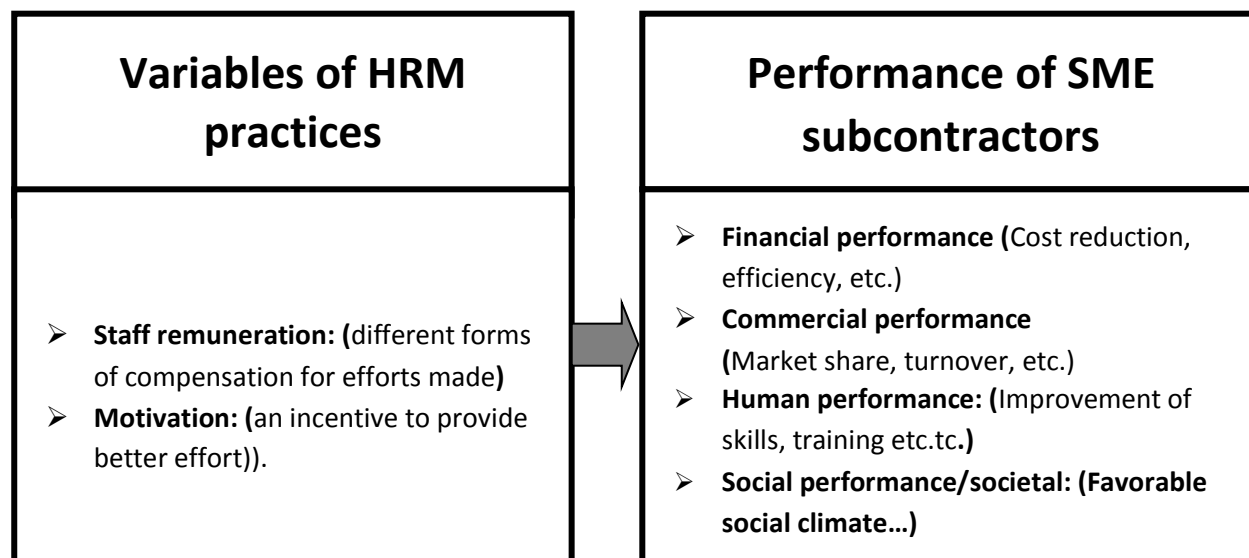 Variables of HRM
practices
➢ Staff remuneration: (different forms
of compensation for efforts made)
➢ Motivation: (an incentive to provide
better effort)).
Performance of SME
subcontractors
➢ Financial performance (Cost reduction,
efficiency, etc.)
➢ Commercial performance
(Market share, turnover, etc.)
➢ Human performance: (Improvement of
skills, training etc.tc.)
➢ Social performance/societal: (Favorable
social climate…)